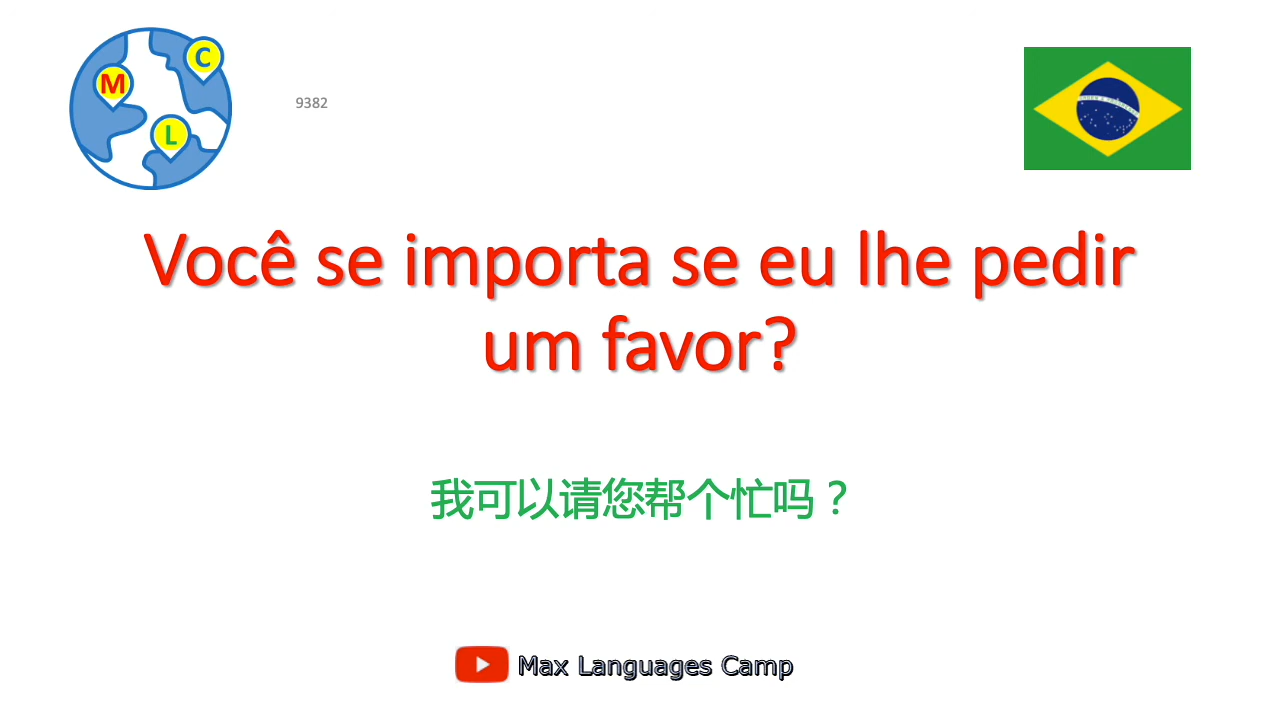 M
C
L
9382
Você se importa se eu lhe pedir
um favor?
我可以请您帮个忙吗？
Max Languages Camp